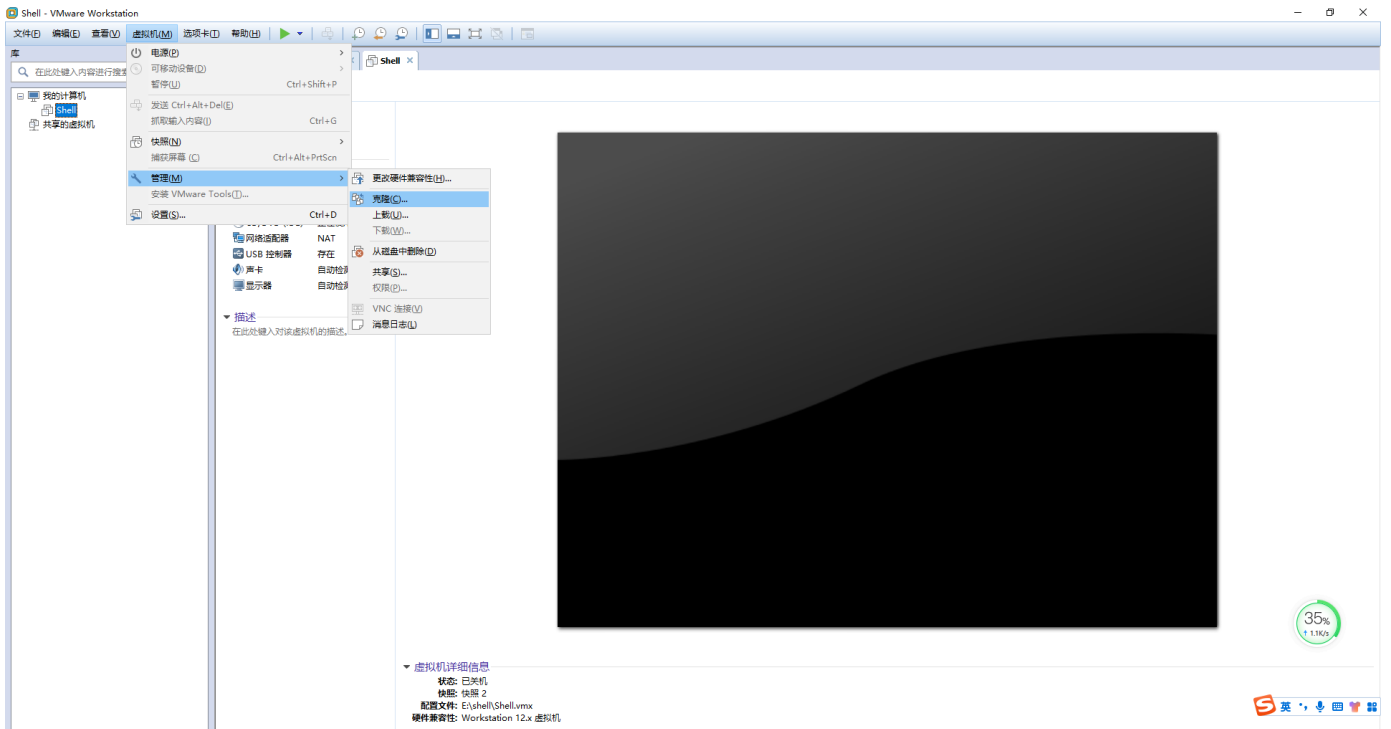 Shell - VMware Workstation
文件(F) 编辑(E) 查看(V) 虚拟机(M) 选项卡(T) 帮助(H)
库
在此处键入内容进行搜索
我的计算机
Shell
共享的虚拟机
Shell
电源(P)
可移动设备(D)
暂停(U) Ctrl+Shift+P
发送 Ctrl+Alt+Del(E)
抓取输入内容(I) Ctrl+G
快照(N)
捕获屏幕 (C) Ctrl+Alt+PrtScn
管理(M)
安装 VMware Tools(T)...
设置(S)... Ctrl+D
更改硬件兼容性(H)...
克隆(C)...
上载(U)...
下载(W)...
从磁盘中删除(D)
共享(S)...
权限(P)...
VNC 连接(V)
消息日志(L)
网络适配器 NAT
USB 控制器 存在
声卡 自动检测
显示器 自动检测
描述
在此处键入对该虚拟机的描述。
35%
↑ 1.1K/s
虚拟机详细信息
状态: 已关机
快照: 快照 2
配置文件: E:\shell\Shell.vmx
硬件兼容性: Workstation 12.x 虚拟机
S 英